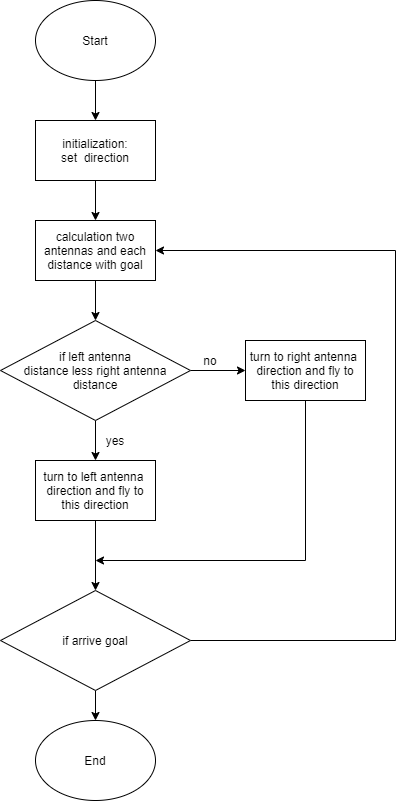 Start
initialization:
set direction
calculation two
antennas and each
distance with goal
if left antenna
distance less right antenna
distance
no
turn to right antenna
direction and fly to
this direction
yes
turn to left antenna
direction and fly to
this direction
if arrive goal
End